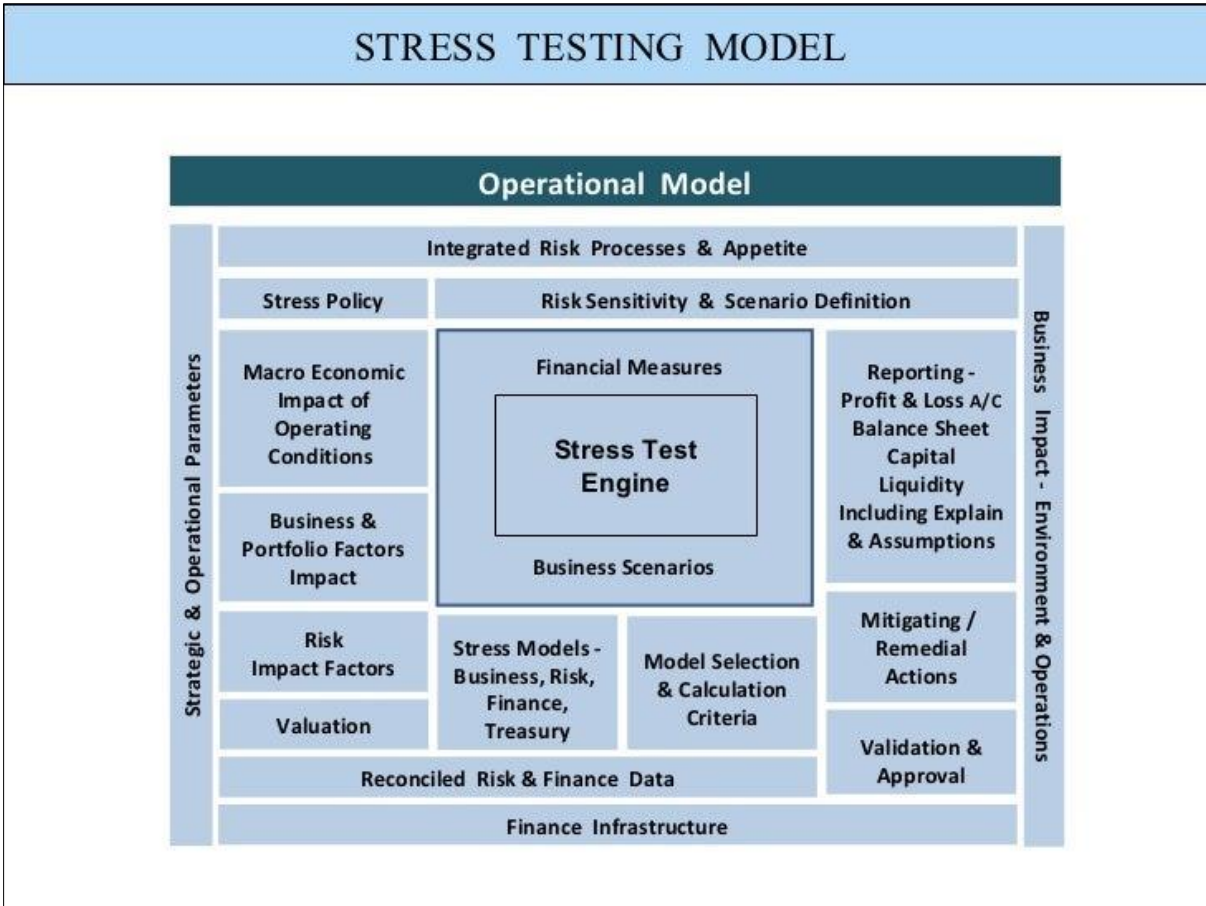 STRESS TESTING MODEL
Operational Model
Strategic & Operational Parameters
Integrated Risk Processes & Appetite
Stress Policy
Risk Sensitivity & Scenario Definition
Macro Economic
Impact of
Operating
Conditions
Business &
Portfolio Factors
Impact
Risk
Impact Factors
Valuation
Financial Measures
Stress Test
Engine
Business Scenarios
Stress Models -
Business, Risk,
Finance,
Treasury
Model Selection
& Calculation
Criteria
Reporting -
Profit & Loss A/C
Balance Sheet
Capital
Liquidity
Including Explain
& Assumptions
Mitigating /
Remedial
Actions
Validation &
Approval
Reconciled Risk & Finance Data
Finance Infrastructure
Business Impact - Environment & Operations